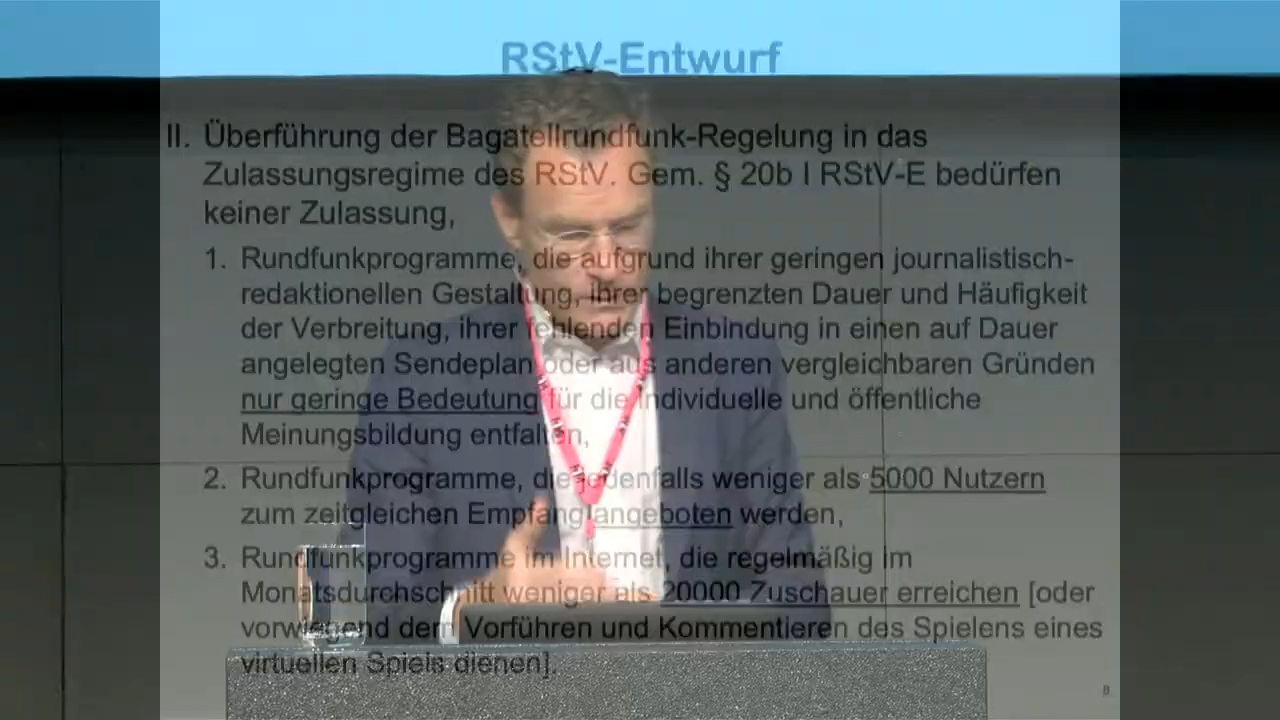 RStV-Entwurf
II. Überführung der Bagatellrundfunk-Regelung in das
Zulassungsregime des RStV. Gem. § 20b I RStV-E bedürfen
keiner Zulassung,
1. Rundfunkprogramme, die aufgrund ihrer geringen journalistisch-
redaktionellen Gestaltung, ihrer begrenzten Dauer und Häufigkeit
der Verbreitung, ihrer fehlenden Einbindung in einen auf Dauer
angelegten Sendeplan oder aus anderen vergleichbaren Gründen
nur geringe Bedeutung für die individuelle und öffentliche
Meinungsbildung entfalten,
2. Rundfunkprogramme, die jedenfalls weniger als 5000 Nutzern
zum zeitgleichen Empfang angeboten werden,
3. Rundfunkprogramme im Internet, die regelmäßig im
Monatsdurchschnitt weniger als 20000 Zuschauer erreichen [oder
vorwiegend dem Vorführen und Kommentieren des Spielens eines
virtuellen Spiels dienen].
8